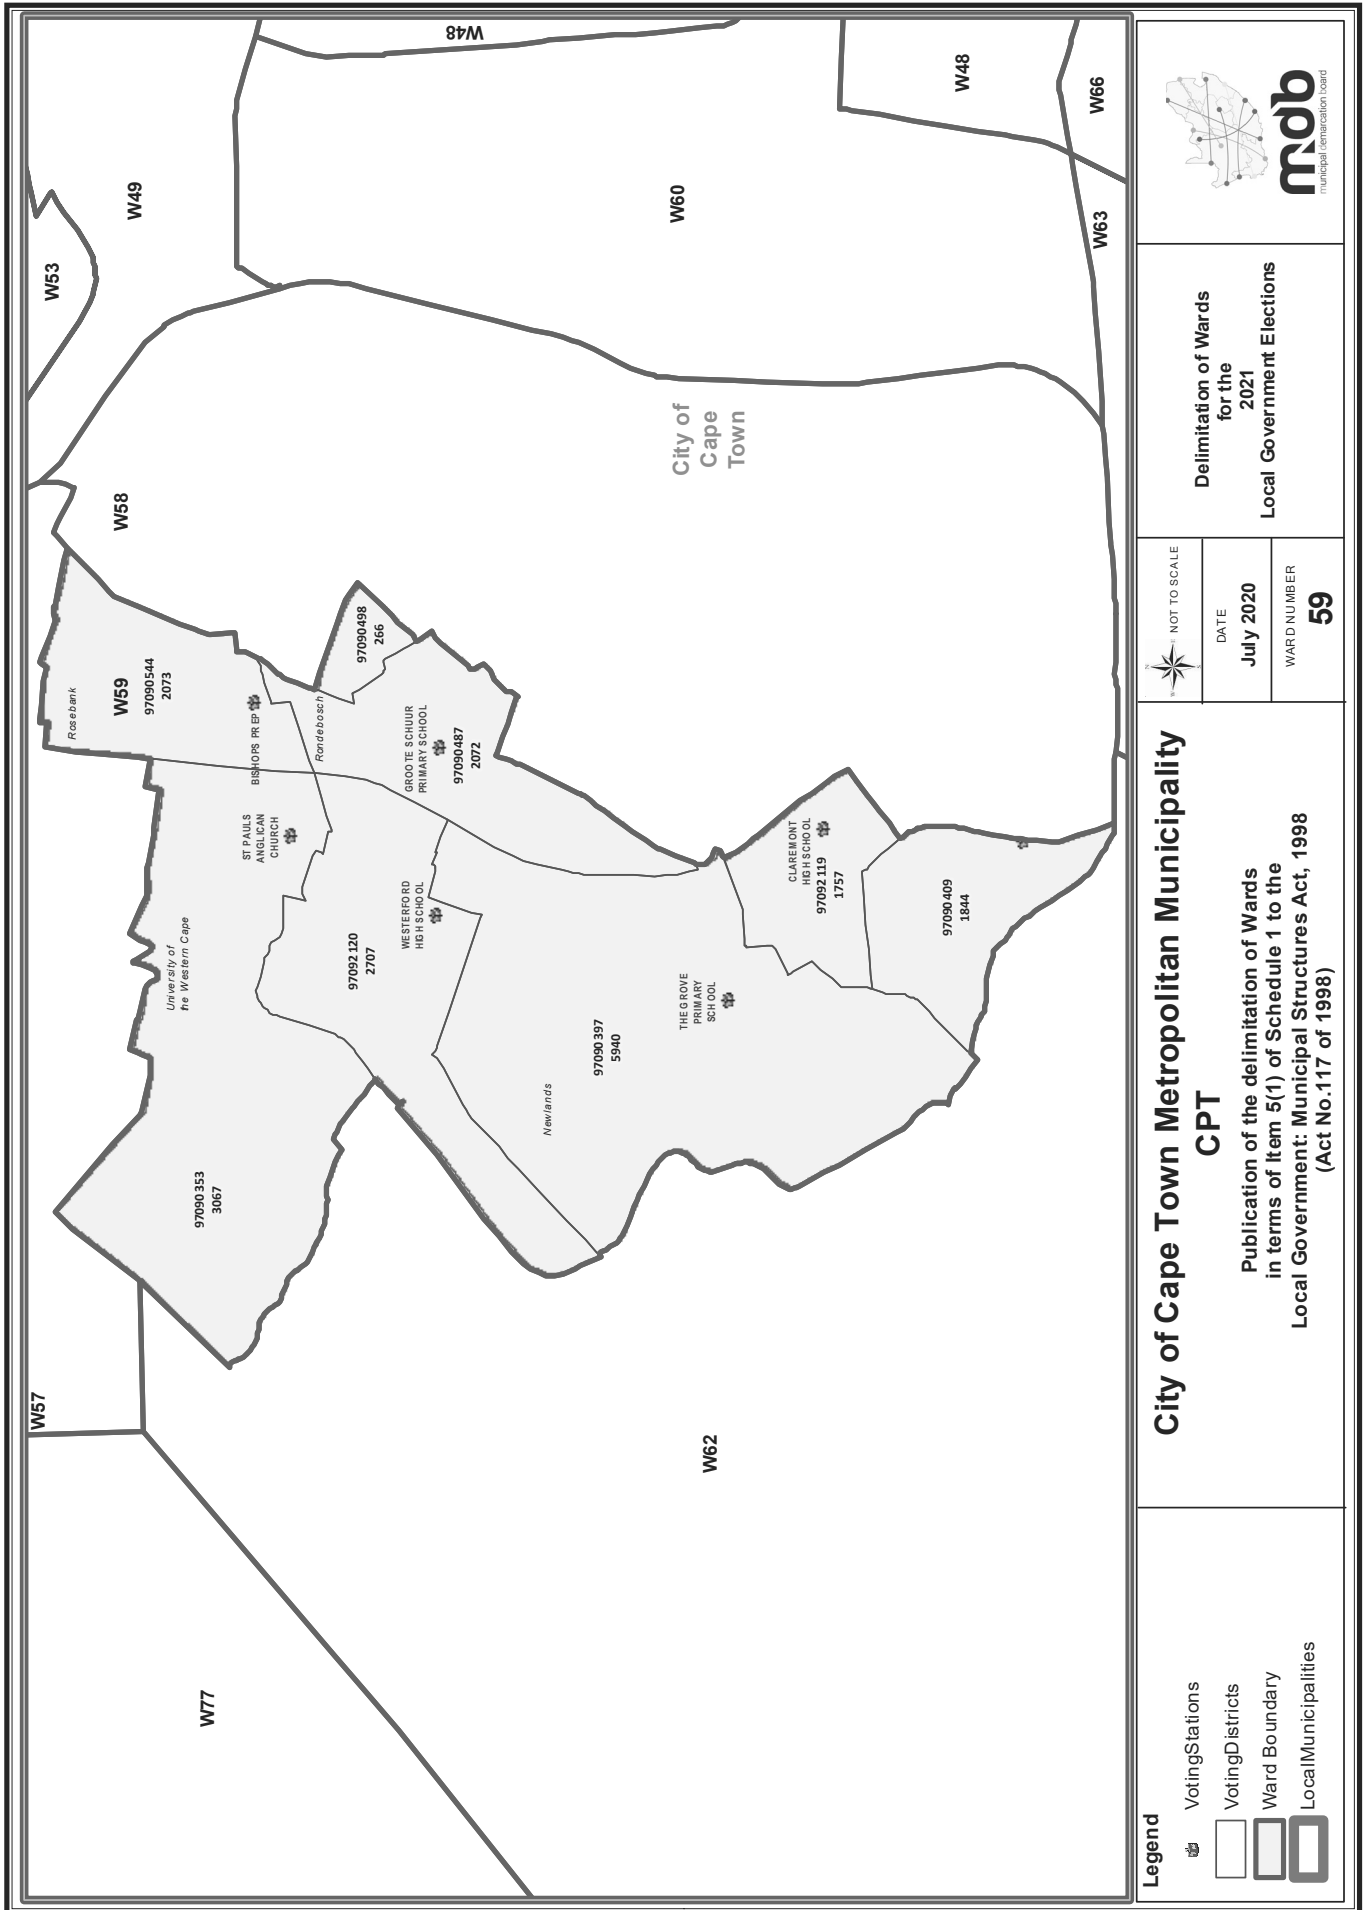 W48
W49
W53
W60
W48
W66
W63
W58
City of
Cape
Town
Rosebank
W59
97090544
2073
BISHOPS PREP
Rondebosch
97090498
266
GROOTE SCHUUR
PRIMARY SCHOOL
97090487
2072
ST PAULS
ANGLICAN
CHURCH
University of
the Western Cape
WESTERFORD
HIGH SCHOOL
97092120
2707
CLAREMONT
HIGH SCHOOL
97092119
1757
97090409
1844
THE GROVE
PRIMARY
SCHOOL
97090397
5940
Newlands
97090353
3067
W57
W62
W77
Legend
VotingStations
VotingDistricts
Ward Boundary
LocalMunicipalities
City of Cape Town Metropolitan Municipality
CPT
Publication of the delimitation of Wards
in terms of Item 5(1) of Schedule 1 to the
Local Government: Municipal Structures Act, 1998
(Act No.117 of 1998)
N
W
E
S
NOT TO SCALE
DATE
July 2020
WARD NUMBER
59
Delimitation of Wards
for the
2021
Local Government Elections
mdb
municipal demarcation board